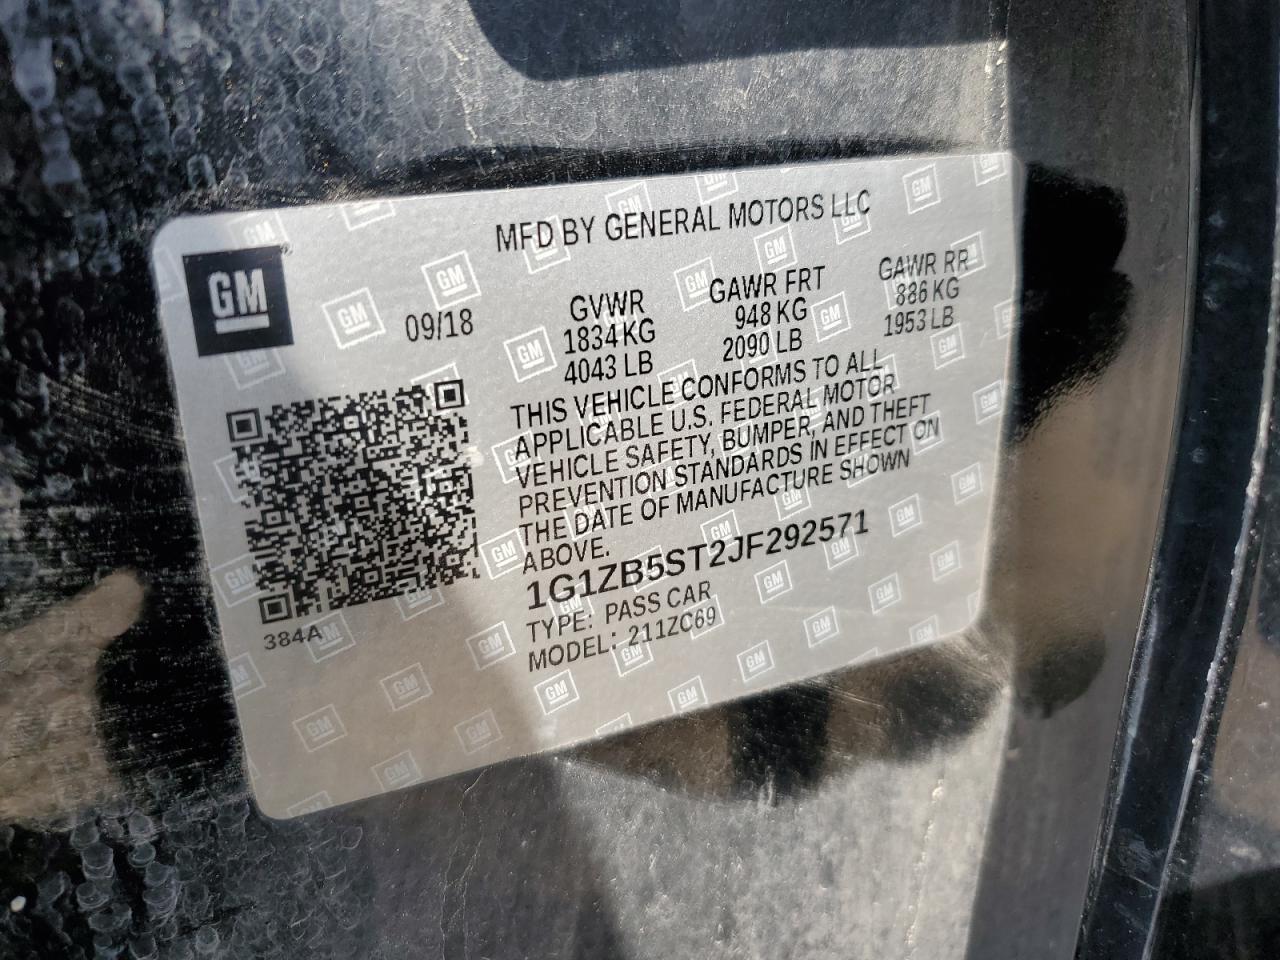 MFD BY GENERAL MOTORS LLC
GM
09/18
GVWR GAWR FRT GAWR RR
1834 KG 948 KG 886 KG
4043 LB 2090 LB 1953 LB
THIS VEHICLE CONFORMS TO ALL
APPLICABLE U.S. FEDERAL MOTOR
VEHICLE SAFETY, BUMPER, AND THEFT
PREVENTION STANDARDS IN EFFECT ON
THE DATE OF MANUFACTURE SHOWN
ABOVE.
1G1ZB5ST2JF292571
TYPE: PASS CAR
MODEL: 211ZC69
384A